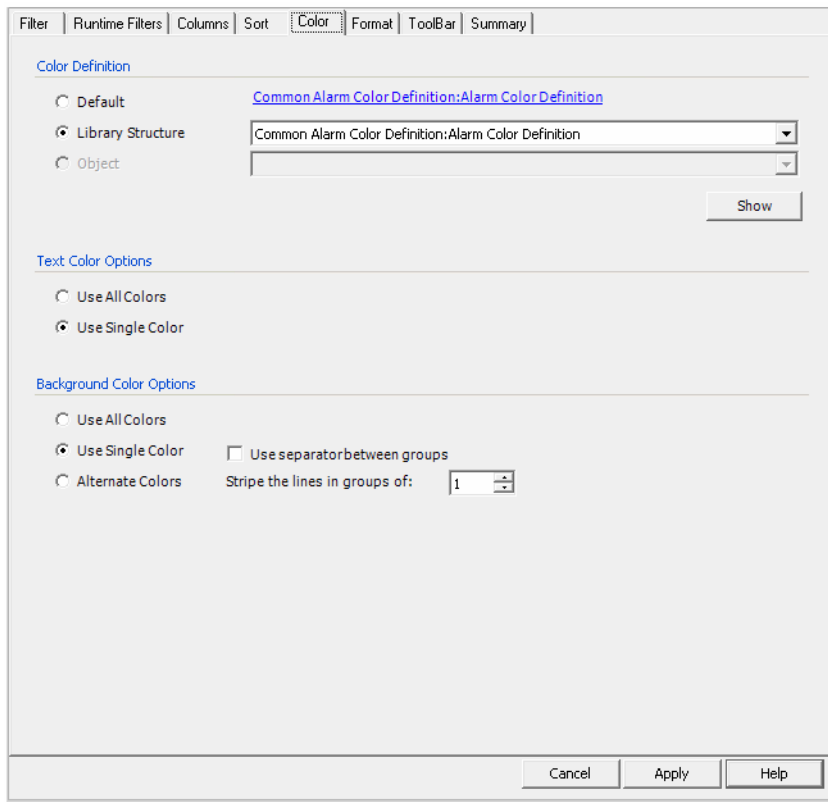 Filter Runtime Filters Columns Sort Color Format ToolBar Summary
Color Definition
Default Common Alarm Color Definition:Alarm Color Definition
Library Structure Common Alarm Color Definition:Alarm Color Definition
Object
Show
Text Color Options
Use All Colors
Use Single Color
Background Color Options
Use All Colors
Use Single Color Use separator between groups
Alternate Colors Stripe the lines in groups of: 1
Cancel Apply Help